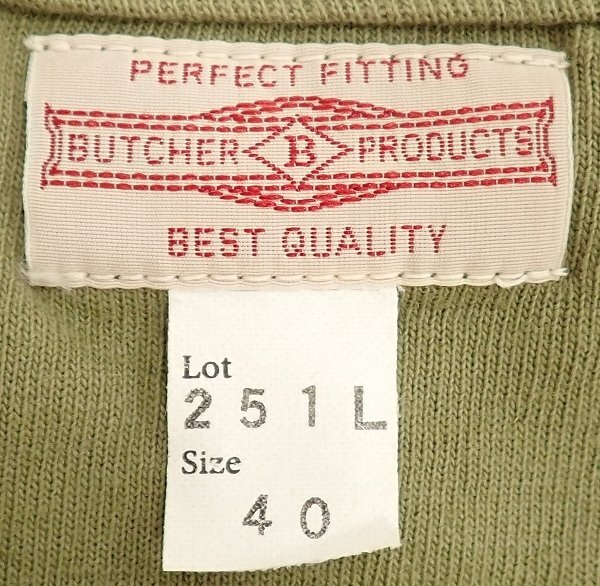 PERFECT FITTING
BUTCHER B PRODUCTS
BEST QUALITY
Lot
251L
Size
40